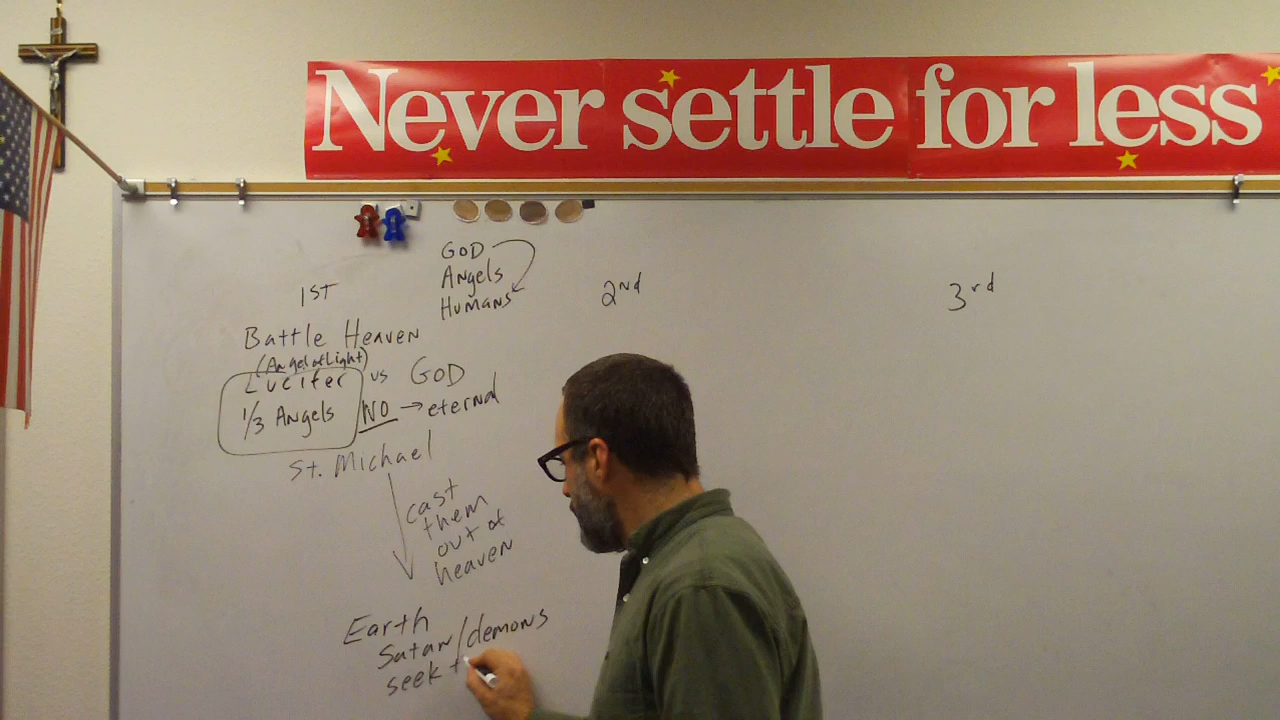 Never settle for less
GOD
Angels
Humans
1ST
2nd
3rd
Battle Heaven
(Angel of Light)
Lucifer vs GOD
1/3 Angels NO → eternal
St. Michael
cast
them
out of
heaven
Earth
Satan/demons
seek t